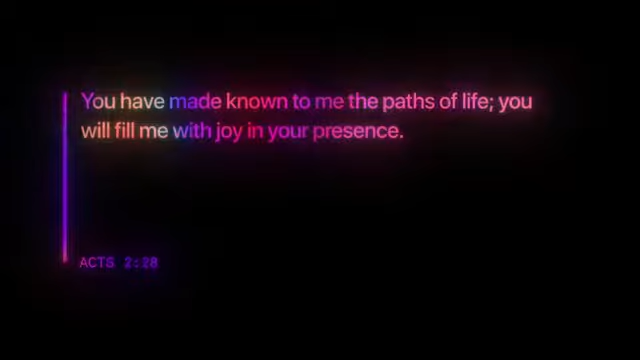 You have made known to me the paths of life; you
will fill me with joy in your presence.
ACTS 2:28